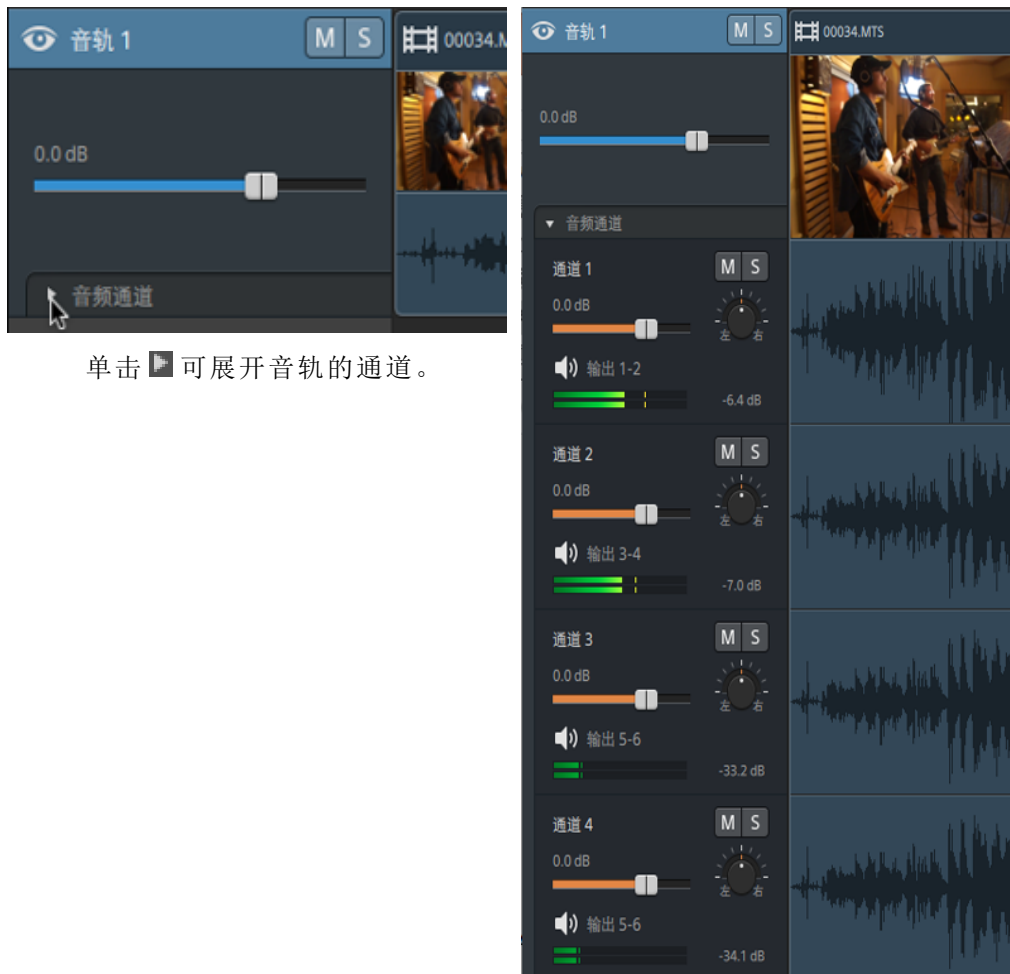 音轨 1
M S
00034.M
0.0 dB
音频通道
单击 可展开音轨的通道。
音轨 1
M S
00034.MTS
0.0 dB
音频通道
通道 1
M S
0.0 dB
左 右
输出 1-2
-6.4 dB
通道 2
M S
0.0 dB
左 右
输出 3-4
-7.0 dB
通道 3
M S
0.0 dB
左 右
输出 5-6
-33.2 dB
通道 4
M S
0.0 dB
左 右
输出 5-6
-34.1 dB